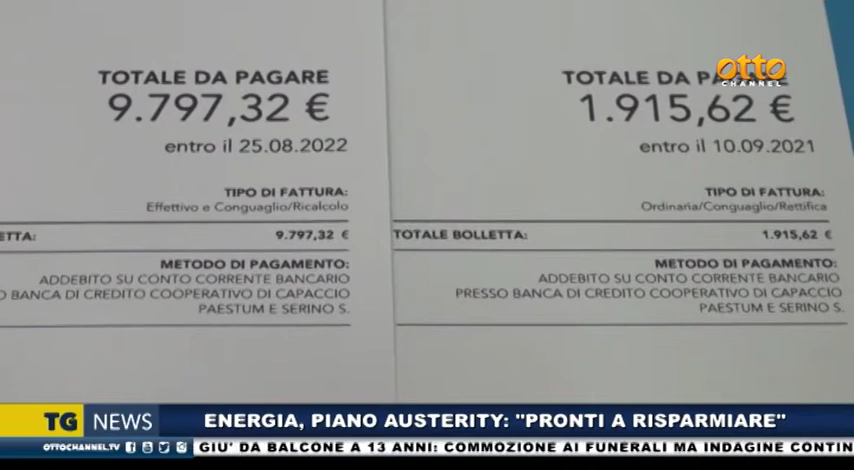 otto
CHANNEL
TOTALE DA PAGARE
9.797,32 €
entro il 25.08.2022
TIPO DI FATTURA:
Effettivo e Conguaglio/Ricalcolo
ETTA: 9.797,32 €
METODO DI PAGAMENTO:
ADDEBITO SU CONTO CORRENTE BANCARIO
O BANCA DI CREDITO COOPERATIVO DI CAPACCIO
PAESTUM E SERINO S.
TOTALE DA PAGARE
1.915,62 €
entro il 10.09.2021
TIPO DI FATTURA:
Ordinaria/Conguaglio/Rettifica
TOTALE BOLLETTA: 1.915,62 €
METODO DI PAGAMENTO:
ADDEBITO SU CONTO CORRENTE BANCARIO
PRESSO BANCA DI CREDITO COOPERATIVO DI CAPACCIO
PAESTUM E SERINO S.
TG NEWS ENERGIA, PIANO AUSTERITY: "PRONTI A RISPARMIARE"
OTTOCHANNEL.TV GIU' DA BALCONE A 13 ANNI: COMMOZIONE AI FUNERALI MA INDAGINE CONTIN